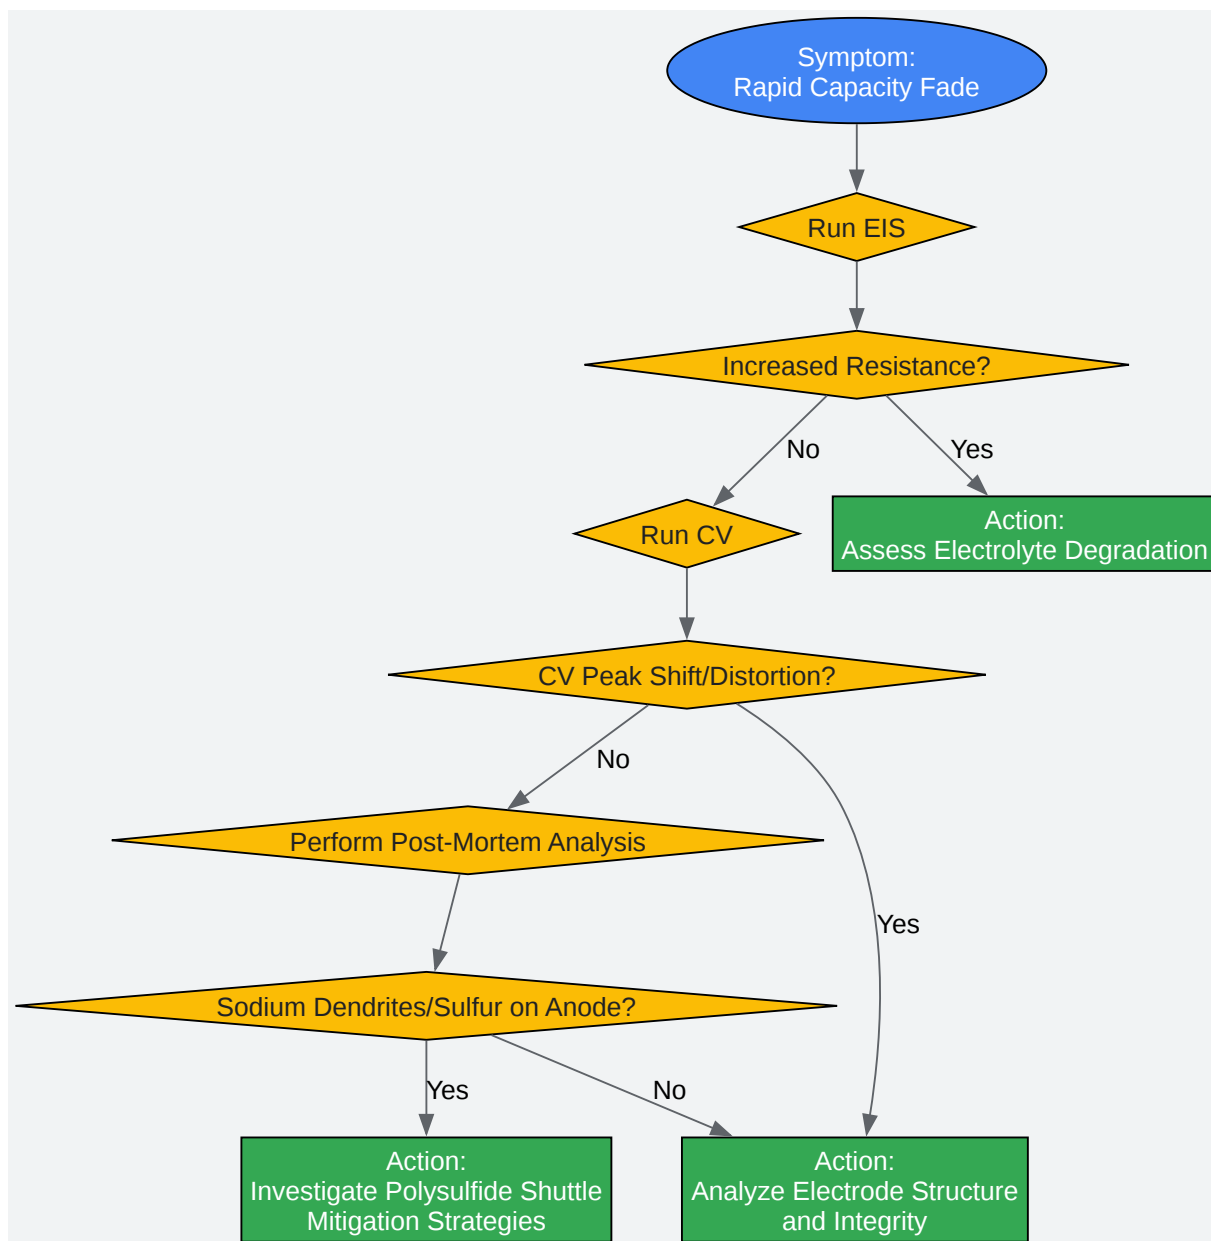 Symptom:
Rapid Capacity Fade
Run EIS
Increased Resistance?
No
Yes
Run CV
Action:
Assess Electrolyte Degradation
CV Peak Shift/Distortion?
No
Perform Post-Mortem Analysis
Yes
Sodium Dendrites/Sulfur on Anode?
Yes
No
Action:
Investigate Polysulfide Shuttle
Mitigation Strategies
Action:
Analyze Electrode Structure
and Integrity